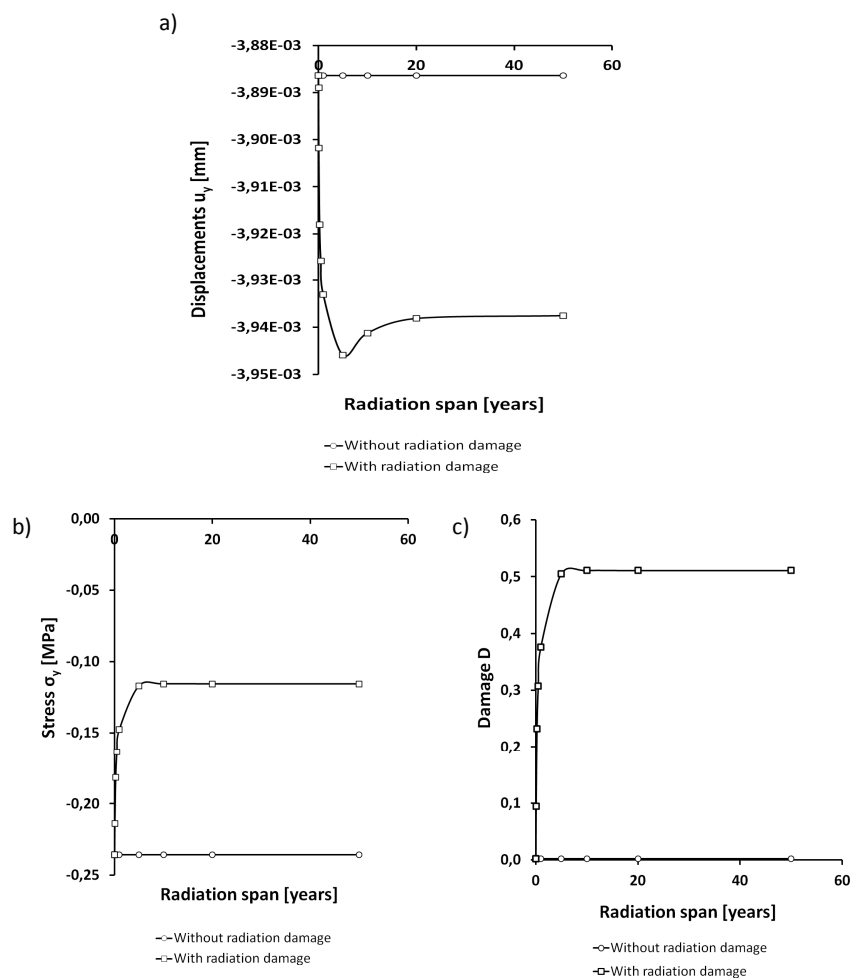 a)
-3,88E-03
0 20 40 60
-3,89E-03
-3,90E-03
-3,91E-03
-3,92E-03
-3,93E-03
-3,94E-03
-3,95E-03
Displacements uy [mm]
Radiation span [years]
Without radiation damage
With radiation damage
b)
0,00
0 20 40 60
-0,05
-0,10
-0,15
-0,20
-0,25
Stress σy [MPa]
Radiation span [years]
Without radiation damage
With radiation damage
c)
0,6
0,5
0,4
0,3
0,2
0,1
0,0
0 20 40 60
Damage D
Radiation span [years]
Without radiation damage
With radiation damage